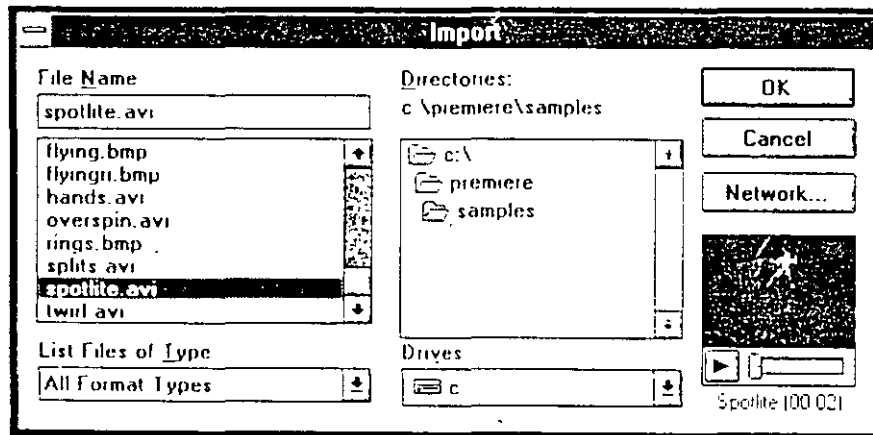 Import
File Name
spotlite.avi
flying.bmp
flyingri.bmp
hands.avi
overspin.avi
rings.bmp
splits.avi
spotlite.avi
twirl.avi
List Files of Type
All Format Types
Directories:
c:\premiere\samples
c:\
premiere
samples
Drives
c
OK
Cancel
Network...
Spotlite [00:02]